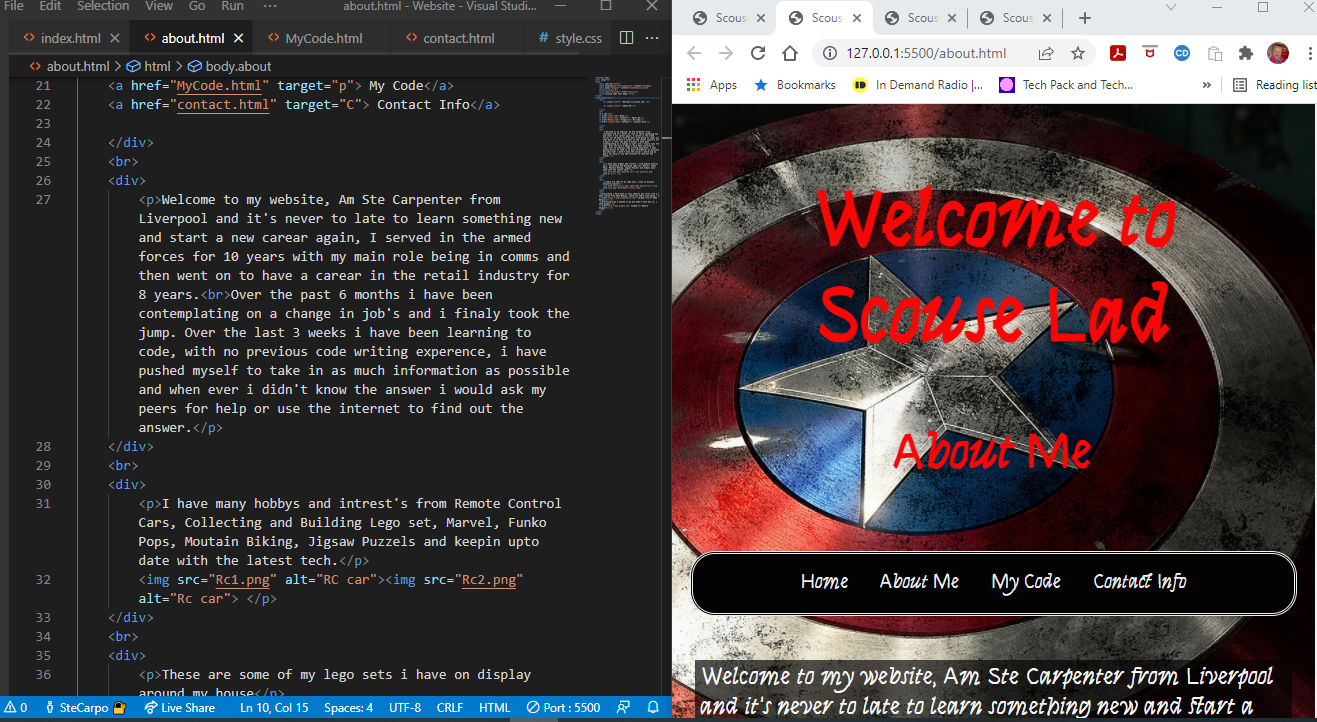 File Edit Selection View Go Run ··· about.html - Website - Visual Studi...
index.html about.html MyCode.html contact.html # style.css ···
about.html > html > body.about
21 <a href="MyCode.html" target="p"> My Code</a>
22 <a href="contact.html" target="C"> Contact Info</a>
23
24 </div>
25 <br>
26 <div>
27 <p>Welcome to my website, Am Ste Carpenter from
Liverpool and it's never to late to learn something new
and start a new carear again, I served in the armed
forces for 10 years with my main role being in comms and
then went on to have a carear in the retail industry for
8 years.<br>Over the past 6 months i have been
contemplating on a change in job's and i finaly took the
jump. Over the last 3 weeks i have been learning to
code, with no previous code writing experence, i have
pushed myself to take in as much information as possible
and when ever i didn't know the answer i would ask my
peers for help or use the internet to find out the
answer.</p>
28 </div>
29 <br>
30 <div>
31 <p>I have many hobbys and intrest's from Remote Control
Cars, Collecting and Building Lego set, Marvel, Funko
Pops, Moutain Biking, Jigsaw Puzzels and keepin upto
date with the latest tech.</p>
32 <img src="Rc1.png" alt="RC car"><img src="Rc2.png"
alt="Rc car"> </p>
33 </div>
34 <br>
35 <div>
36 <p>These are some of my lego sets i have on display
around my house</p>
0 SteCarpo Live Share Ln 10, Col 15 Spaces: 4 UTF-8 CRLF HTML Port : 5500
Scous Scous Scous Scous
127.0.0.1:5500/about.html CD
Apps Bookmarks In Demand Radio |... Tech Pack and Tech... » Reading list
Welcome to
Scouse Lad
About Me
Home About Me My Code Contact Info
Welcome to my website, Am Ste Carpenter from Liverpool
and it's never to late to learn something new and start a